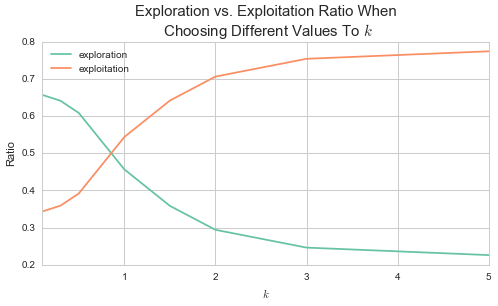 Exploration vs. Exploitation Ratio When
Choosing Different Values To k
0.8
0.7
0.6
0.5
0.4
0.3
0.2
Ratio
exploration
exploitation
1
2
3
4
5
k